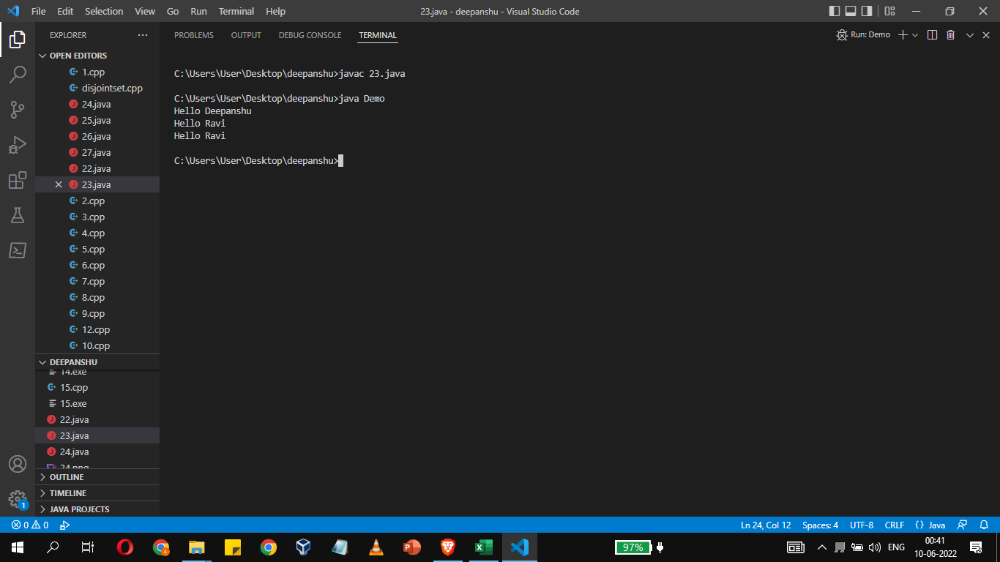 File Edit Selection View Go Run Terminal Help
23.java - deepanshu - Visual Studio Code
EXPLORER
OPEN EDITORS
1.cpp
disjointset.cpp
24.java
25.java
26.java
27.java
22.java
23.java
2.cpp
3.cpp
4.cpp
5.cpp
6.cpp
7.cpp
8.cpp
9.cpp
12.cpp
10.cpp
DEEPANSHU
14.exe
15.cpp
15.exe
22.java
23.java
24.java
24.png
OUTLINE
TIMELINE
JAVA PROJECTS
PROBLEMS OUTPUT DEBUG CONSOLE TERMINAL
Run: Demo
C:\Users\User\Desktop\deepanshu>javac 23.java
C:\Users\User\Desktop\deepanshu>java Demo
Hello Deepanshu
Hello Ravi
Hello Ravi
C:\Users\User\Desktop\deepanshu>
1
0 0
Ln 24, Col 12 Spaces: 4 UTF-8 CRLF {} Java
97%
ENG
00:41
10-06-2022